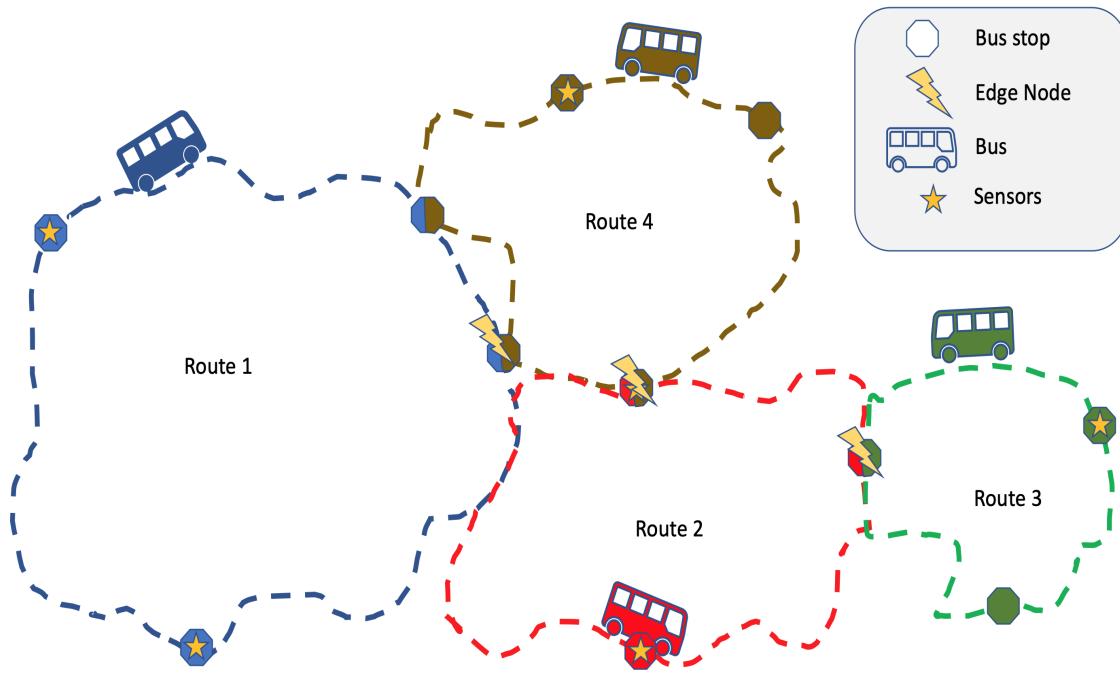 Bus stop
Edge Node
Bus
Sensors
Route 4
Route 1
Route 3
Route 2